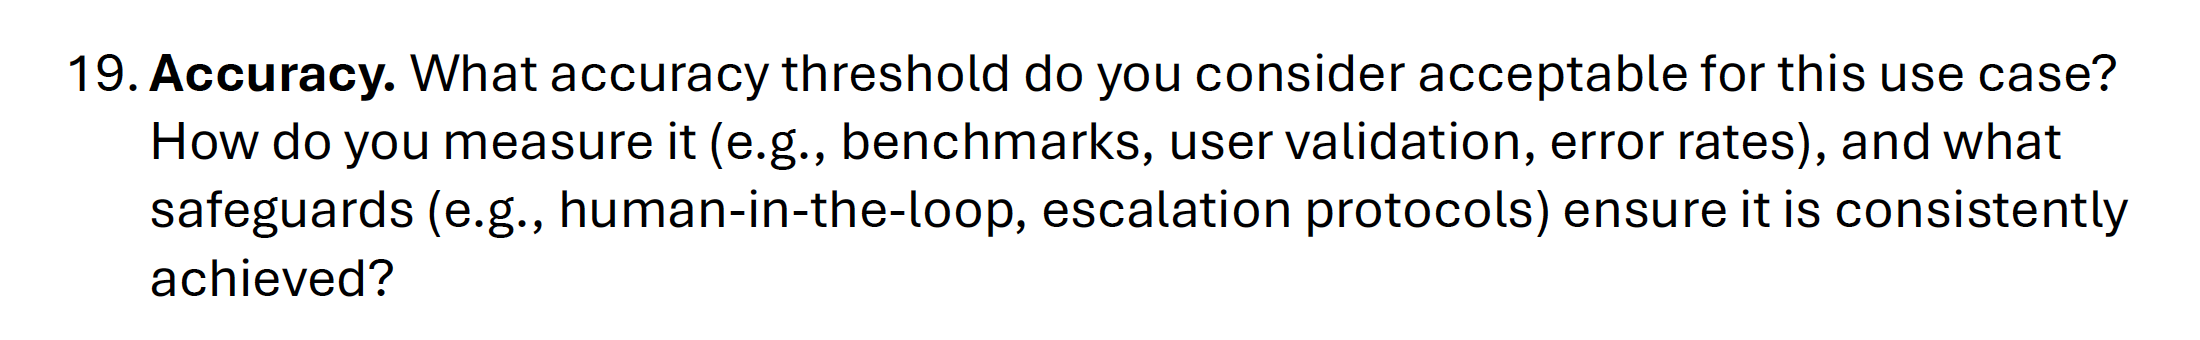 19. Accuracy. What accuracy threshold do you consider acceptable for this use case?
How do you measure it (e.g., benchmarks, user validation, error rates), and what
safeguards (e.g., human-in-the-loop, escalation protocols) ensure it is consistently
achieved?